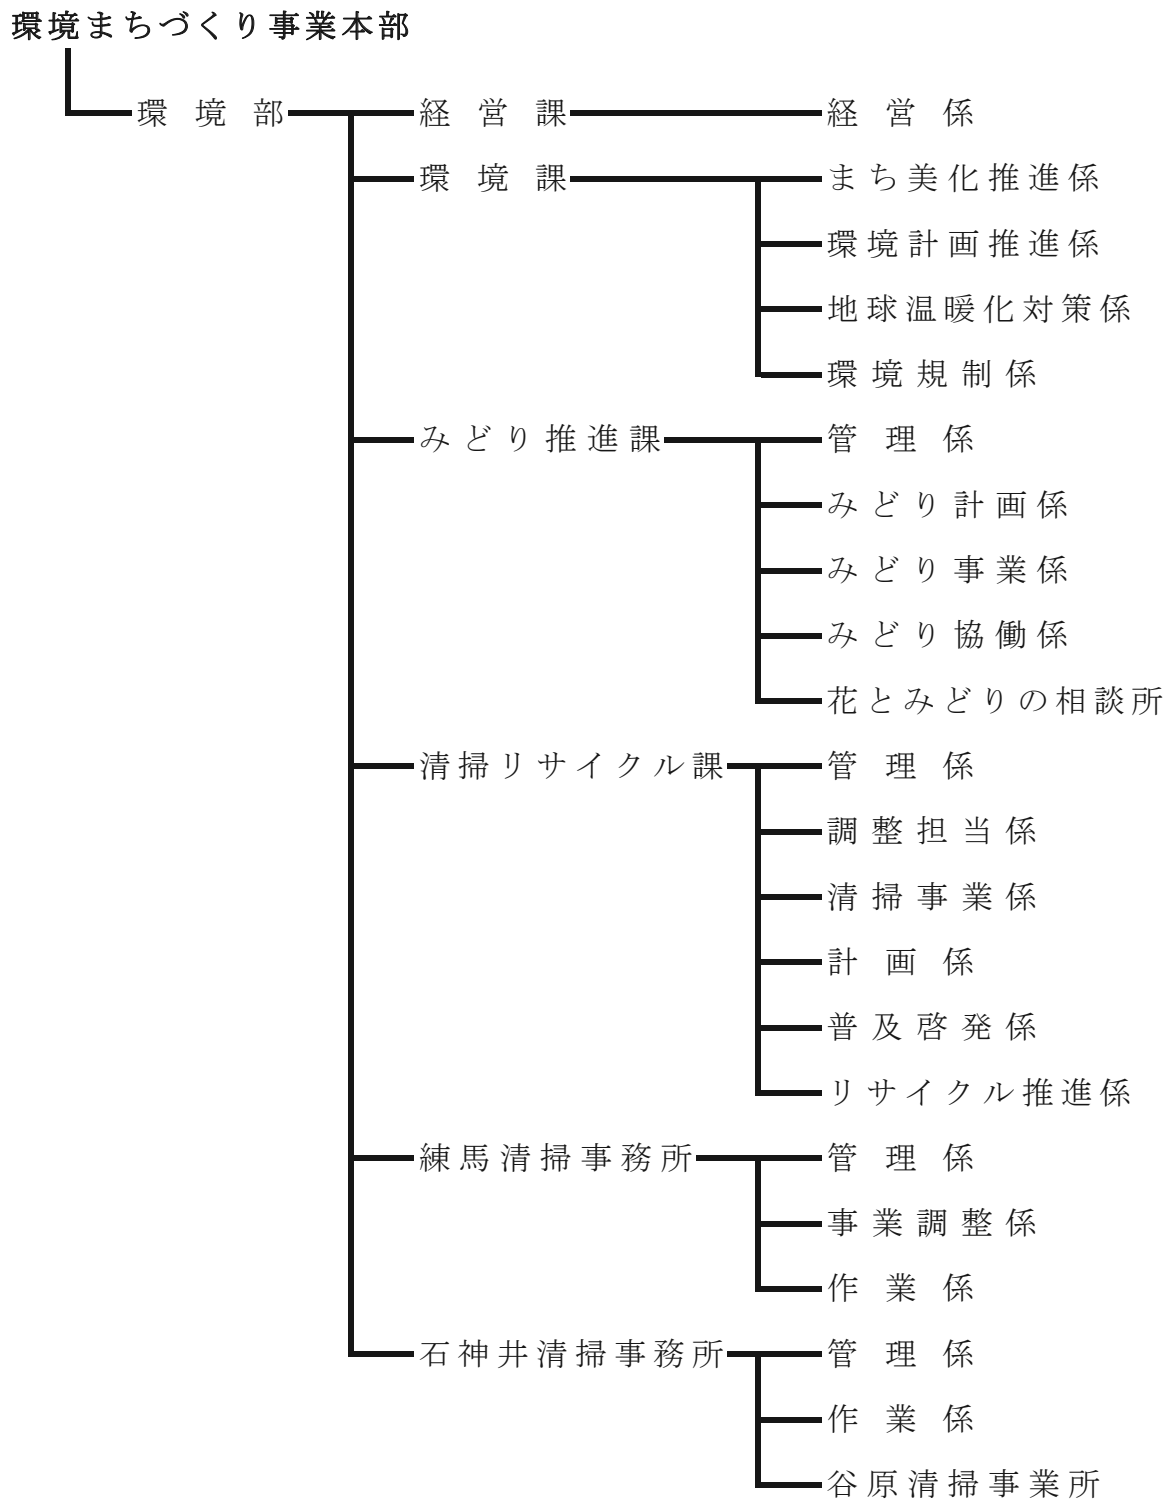 環境まちづくり事業本部
環境部 経営課 経営係
環境課 まち美化推進係
環境計画推進係
地球温暖化対策係
環境規制係
みどり推進課 管理係
みどり計画係
みどり事業係
みどり協働係
花とみどりの相談所
清掃リサイクル課 管理係
調整担当係
清掃事業係
計画係
普及啓発係
リサイクル推進係
練馬清掃事務所 管理係
事業調整係
作業係
石神井清掃事務所 管理係
作業係
谷原清掃事業所